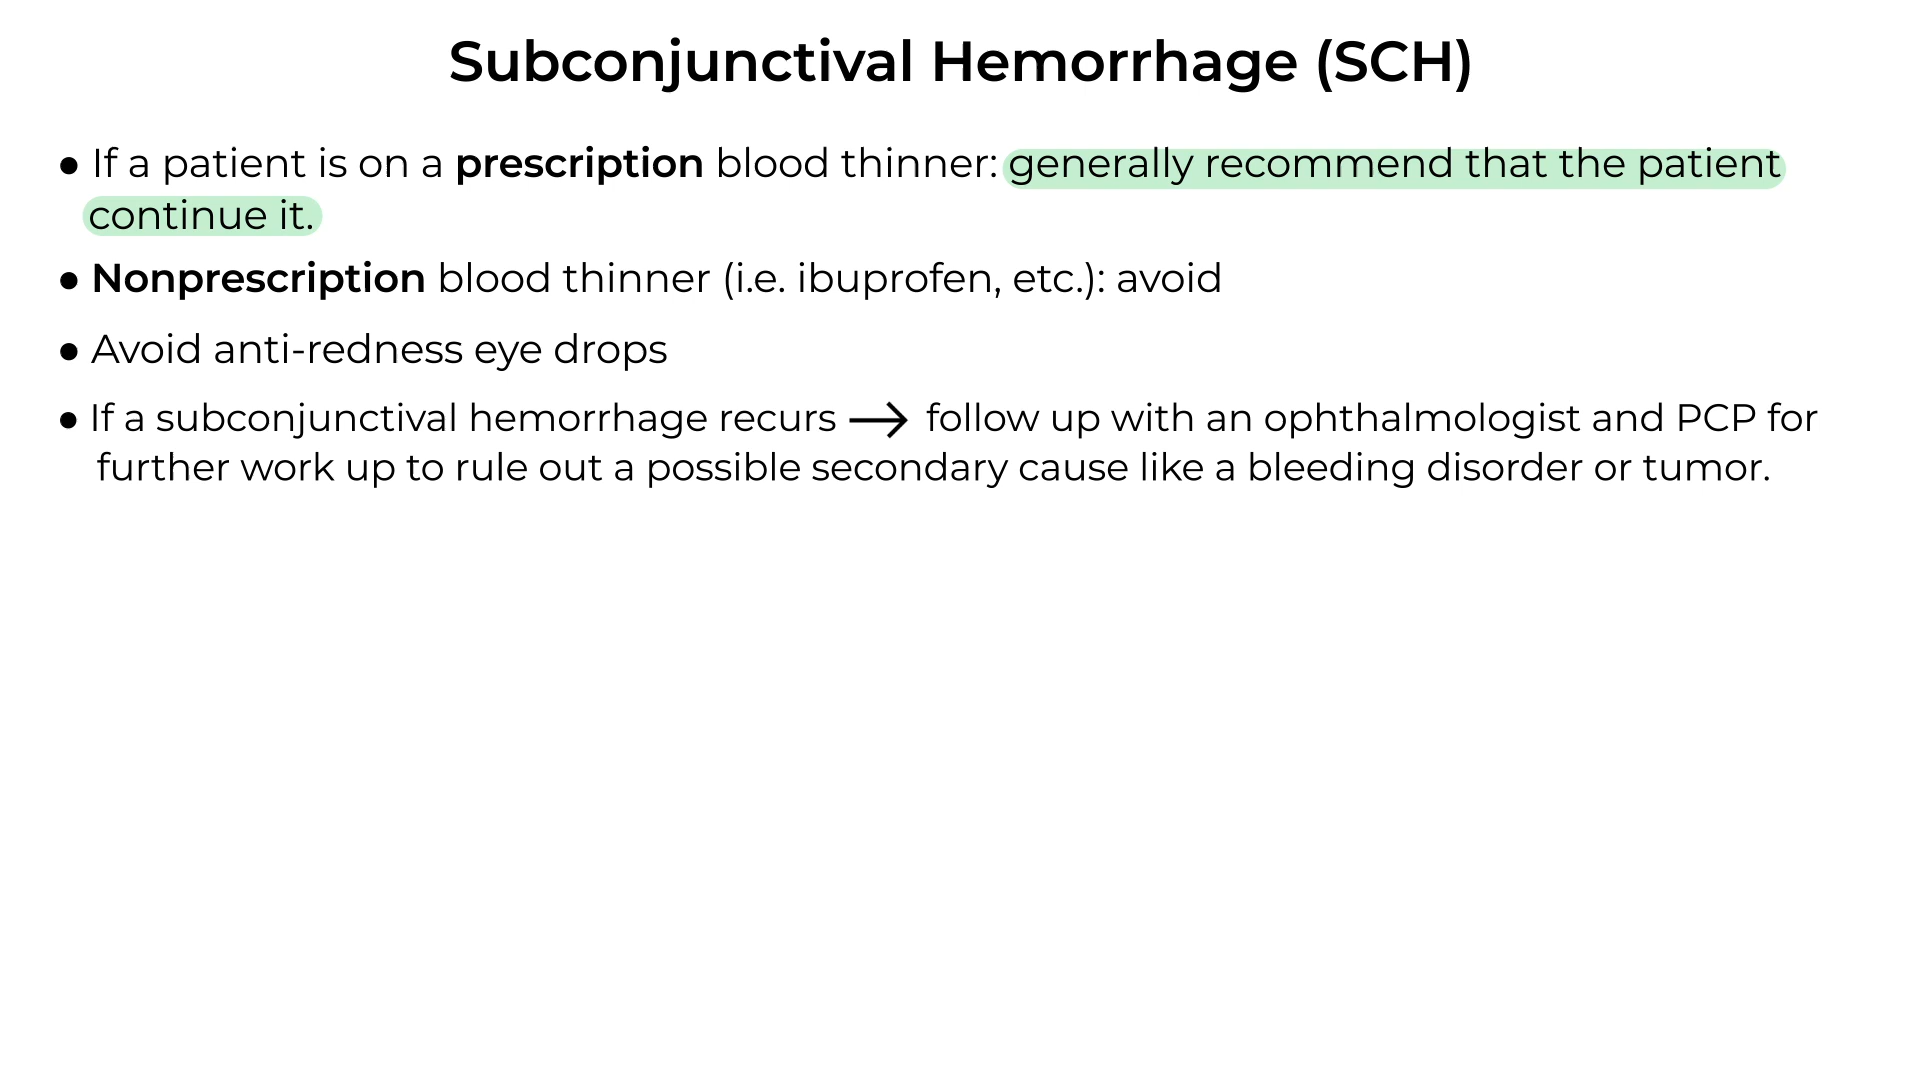 Subconjunctival Hemorrhage (SCH)
● If a patient is on a prescription blood thinner: generally recommend that the patient
continue it.
● Nonprescription blood thinner (i.e. ibuprofen, etc.): avoid
● Avoid anti-redness eye drops
● If a subconjunctival hemorrhage recurs → follow up with an ophthalmologist and PCP for
further work up to rule out a possible secondary cause like a bleeding disorder or tumor.